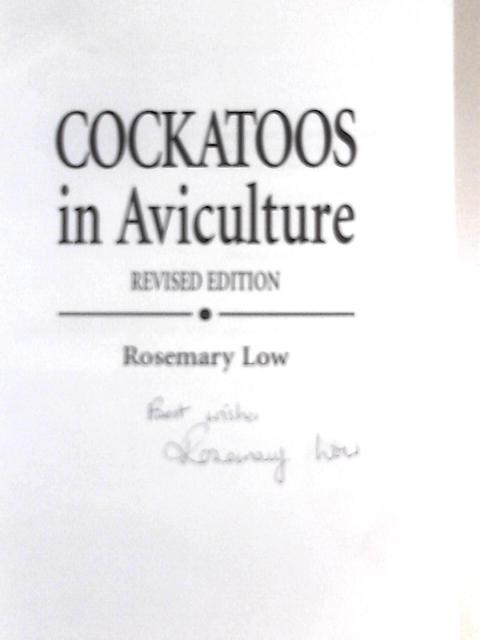 COCKATOOS
in Aviculture
REVISED EDITION
Rosemary Low
Best wishes
Rosemary Low